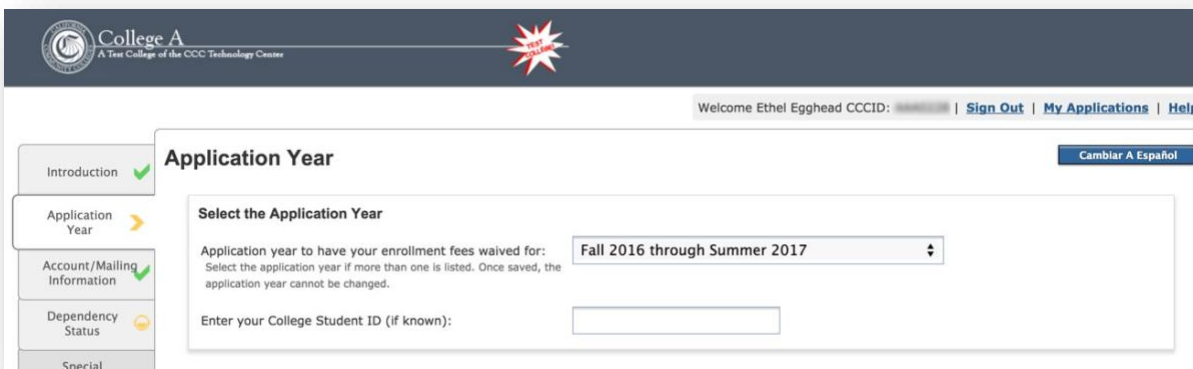 College A
A Test College of the CCC Technology Center
TEST
COLLEGE
Welcome Ethel Egghead CCCID: | Sign Out | My Applications | Help
Introduction
Application Year
Cambiar A Español
Application
Year
Select the Application Year
Application year to have your enrollment fees waived for:
Fall 2016 through Summer 2017
Select the application year if more than one is listed. Once saved, the
application year cannot be changed.
Account/Mailing
Information
Enter your College Student ID (if known):
Dependency
Status
Special